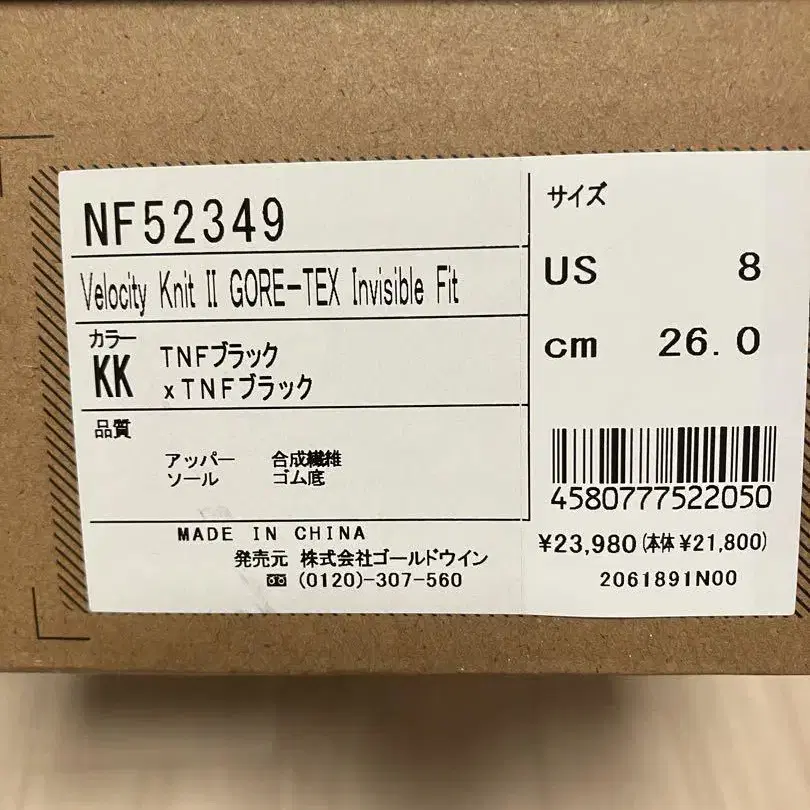 NF52349
Velocity Knit II GORE-TEX Invisible Fit
カラー
KK
TNFブラック
xTNFブラック
品質
アッパー 合成繊維
ソール ゴム底
MADE IN CHINA
発売元 株式会社ゴールドウイン
(0120)-307-560
サイズ
US 8
cm 26.0
4580777522050
¥23,980(本体¥21,800)
2061891N00